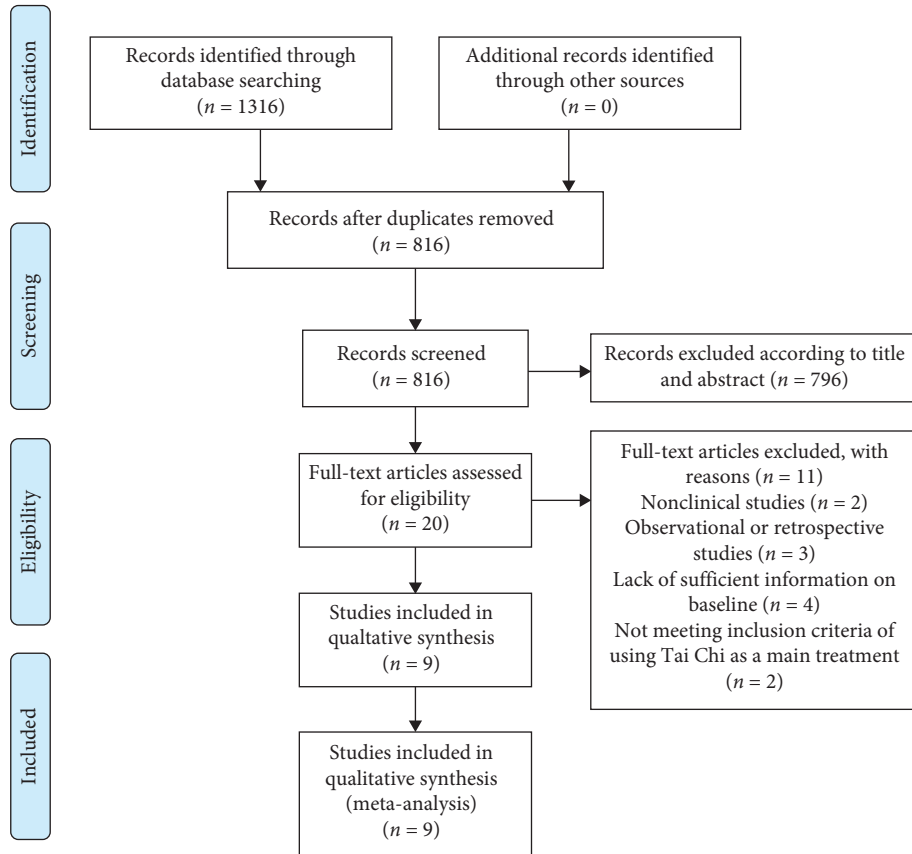 Identification
Records identified through
database searching
(n = 1316)
Additional records identified
through other sources
(n = 0)
Records after duplicates removed
(n = 816)
Screening
Records screened
(n = 816)
Records excluded according to title
and abstract (n = 796)
Eligibility
Full-text articles assessed
for eligibility
(n = 20)
Full-text articles excluded, with
reasons (n = 11)
Nonclinical studies (n = 2)
Observational or retrospective
studies (n = 3)
Lack of sufficient information on
baseline (n = 4)
Not meeting inclusion criteria of
using Tai Chi as a main treatment
(n = 2)
Studies included in
qualtative synthesis
(n = 9)
Included
Studies included in
qualitative synthesis
(meta-analysis)
(n = 9)